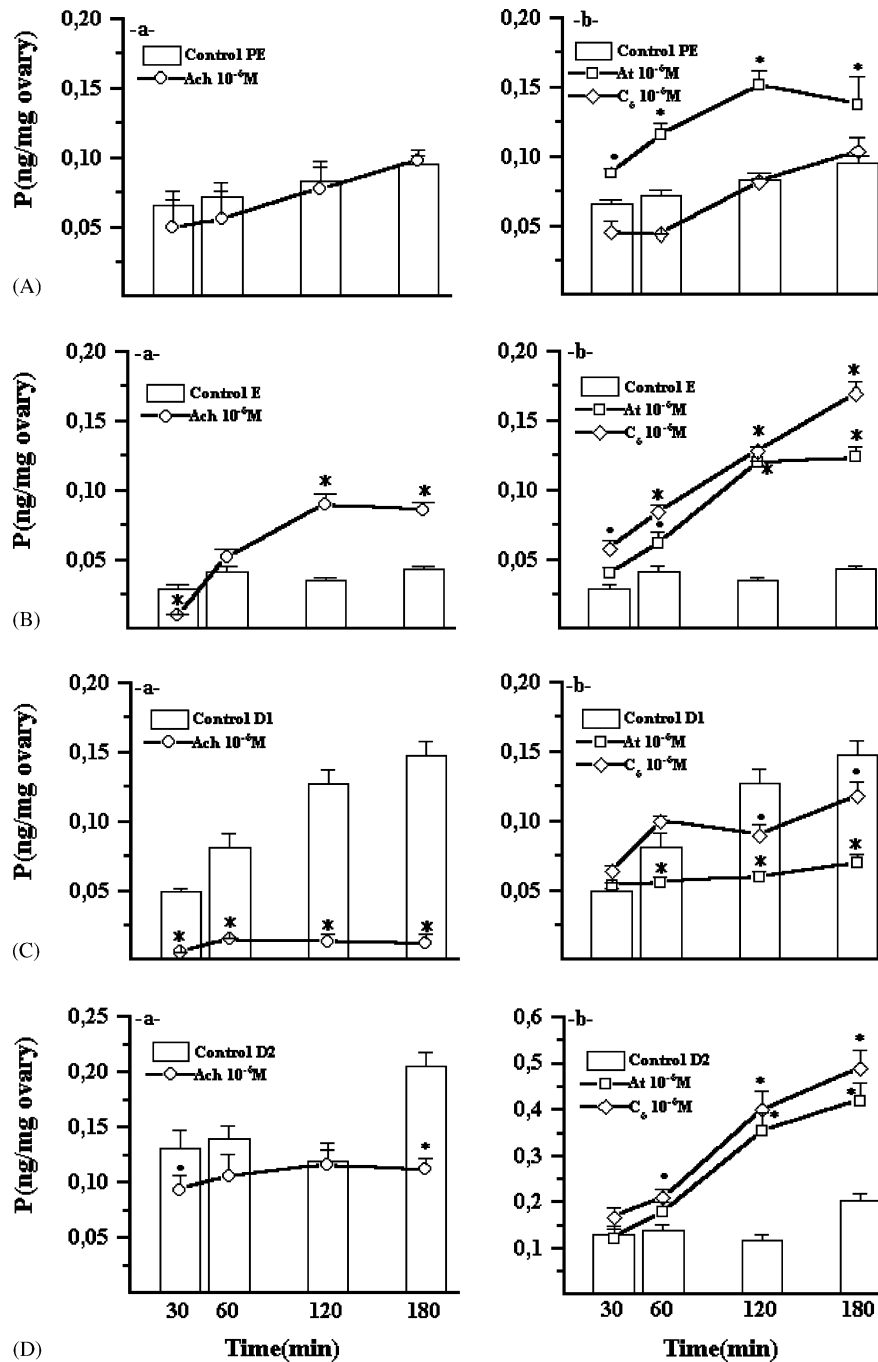 0,20
-a-
Control PE
Ach 10⁻⁶M
0,15
0,10
0,05
P(ng/mg ovary)
(A)
0,20
-b-
Control PE
At 10⁻⁶M
C₆ 10⁻⁶M
0,15
0,10
0,05
0,20
-a-
Control E
Ach 10⁻⁶M
0,15
0,10
0,05
P(ng/mg ovary)
(B)
0,20
-b-
Control E
At 10⁻⁶M
C₆ 10⁻⁶M
0,15
0,10
0,05
0,20
-a-
Control D1
Ach 10⁻⁶M
0,15
0,10
0,05
P(ng/mg ovary)
(C)
0,20
-b-
Control D1
At 10⁻⁶M
C₆ 10⁻⁶M
0,15
0,10
0,05
0,25
-a-
Control D2
Ach 10⁻⁶M
0,20
0,15
0,10
0,05
P(ng/mg ovary)
30 60 120 180
Time(min)
(D)
0,6
-b-
Control D2
At 10⁻⁶M
C₆ 10⁻⁶M
0,5
0,4
0,3
0,2
0,1
30 60 120 180
Time(min)